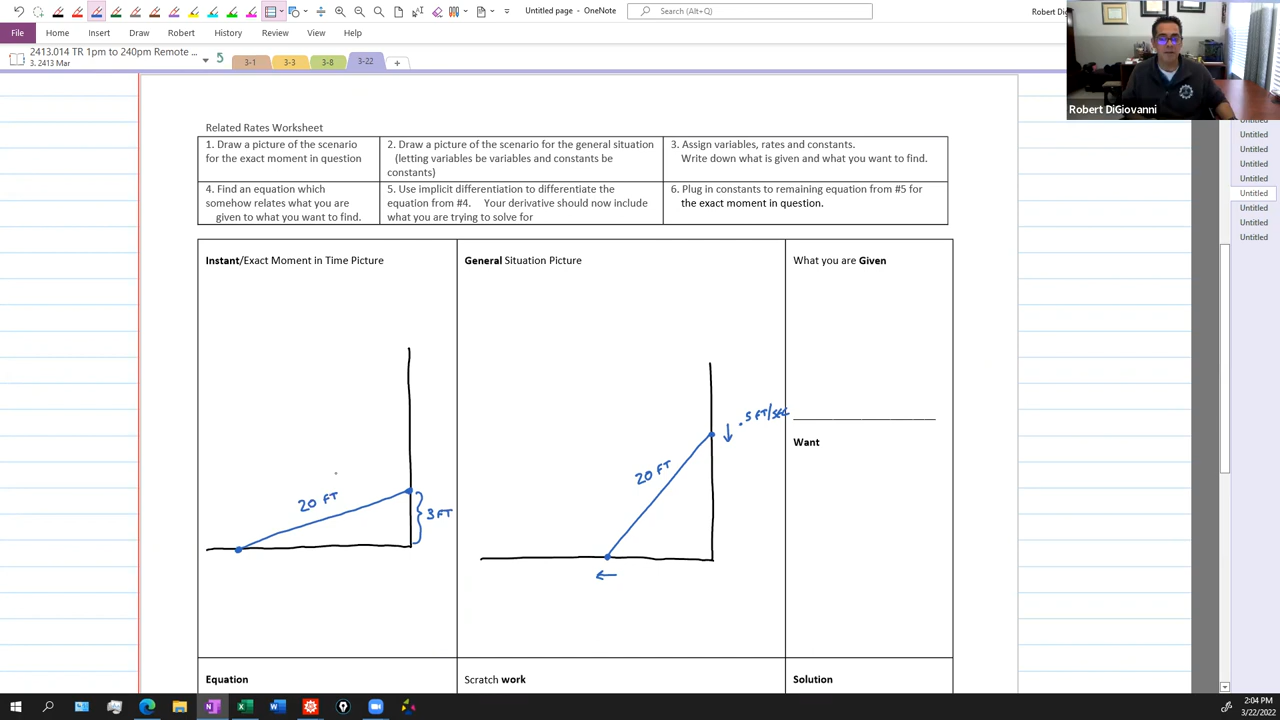 Untitled page - OneNote
Search (Alt+Q)
Robert Di
File
Home
Insert
Draw
Robert
History
Review
View
Help
2413.014 TR 1pm to 240pm Remote ...
3. 2413 Mar
3-1
3-3
3-8
3-22
Robert DiGiovanni
Untitled
Untitled
Untitled
Untitled
Untitled
Untitled
Untitled
Untitled
Untitled
Related Rates Worksheet
1. Draw a picture of the scenario
for the exact moment in question
2. Draw a picture of the scenario for the general situation
(letting variables be variables and constants be
constants)
3. Assign variables, rates and constants.
Write down what is given and what you want to find.
4. Find an equation which
somehow relates what you are
given to what you want to find.
5. Use implicit differentiation to differentiate the
equation from #4. Your derivative should now include
what you are trying to solve for
6. Plug in constants to remaining equation from #5 for
the exact moment in question.
Instant/Exact Moment in Time Picture
20 FT
3 FT
General Situation Picture
.5 FT/SEC
20 FT
What you are Given
Want
Equation
Scratch work
Solution
2:04 PM
3/22/2022